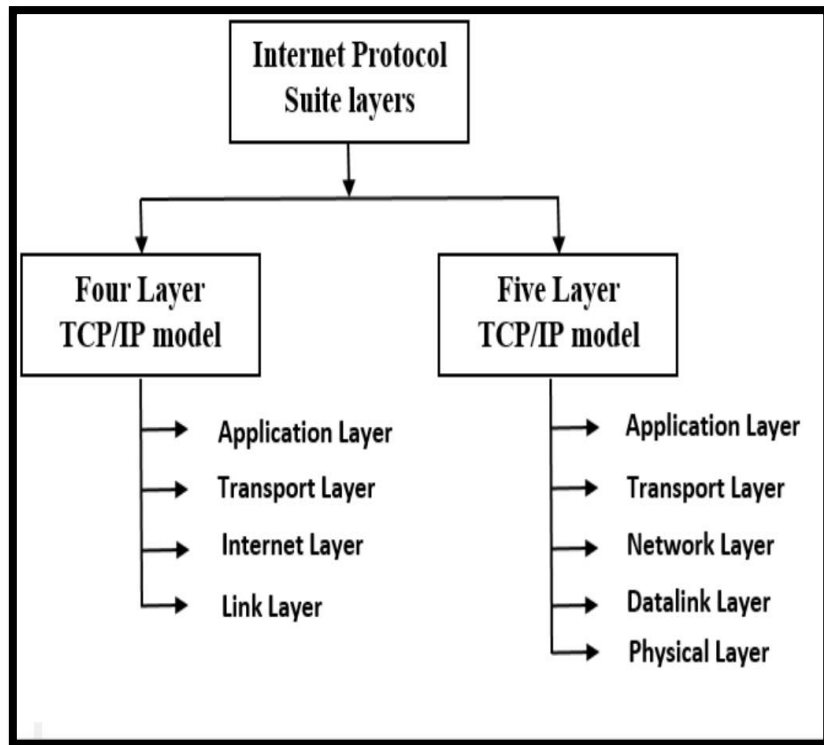 Internet Protocol
Suite layers
Four Layer
TCP/IP model
Application Layer
Transport Layer
Internet Layer
Link Layer
Five Layer
TCP/IP model
Application Layer
Transport Layer
Network Layer
Datalink Layer
Physical Layer